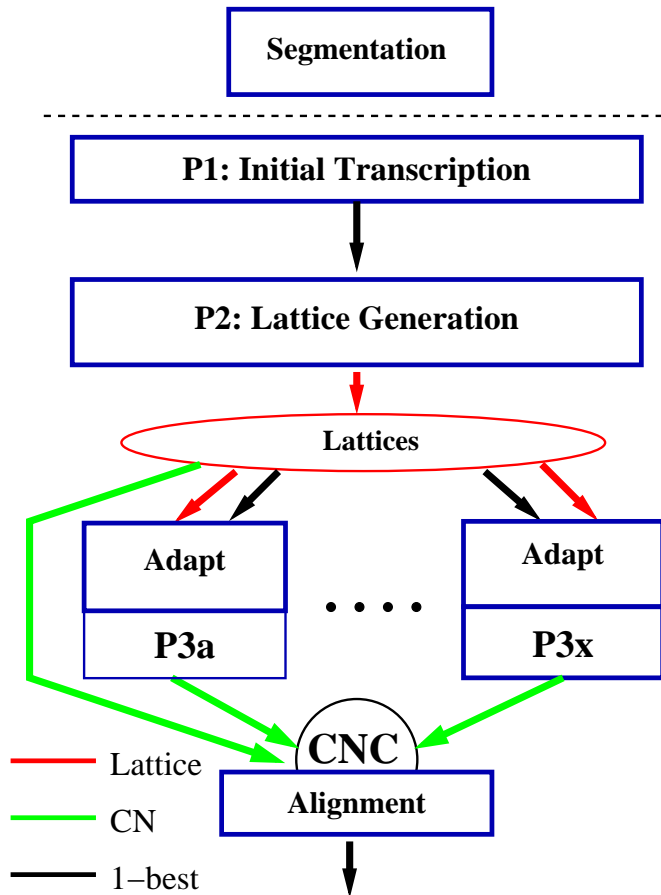 Segmentation
P1: Initial Transcription
P2: Lattice Generation
Lattices
Adapt
Adapt
P3a
P3x
CNC
Alignment
Lattice
CN
1−best